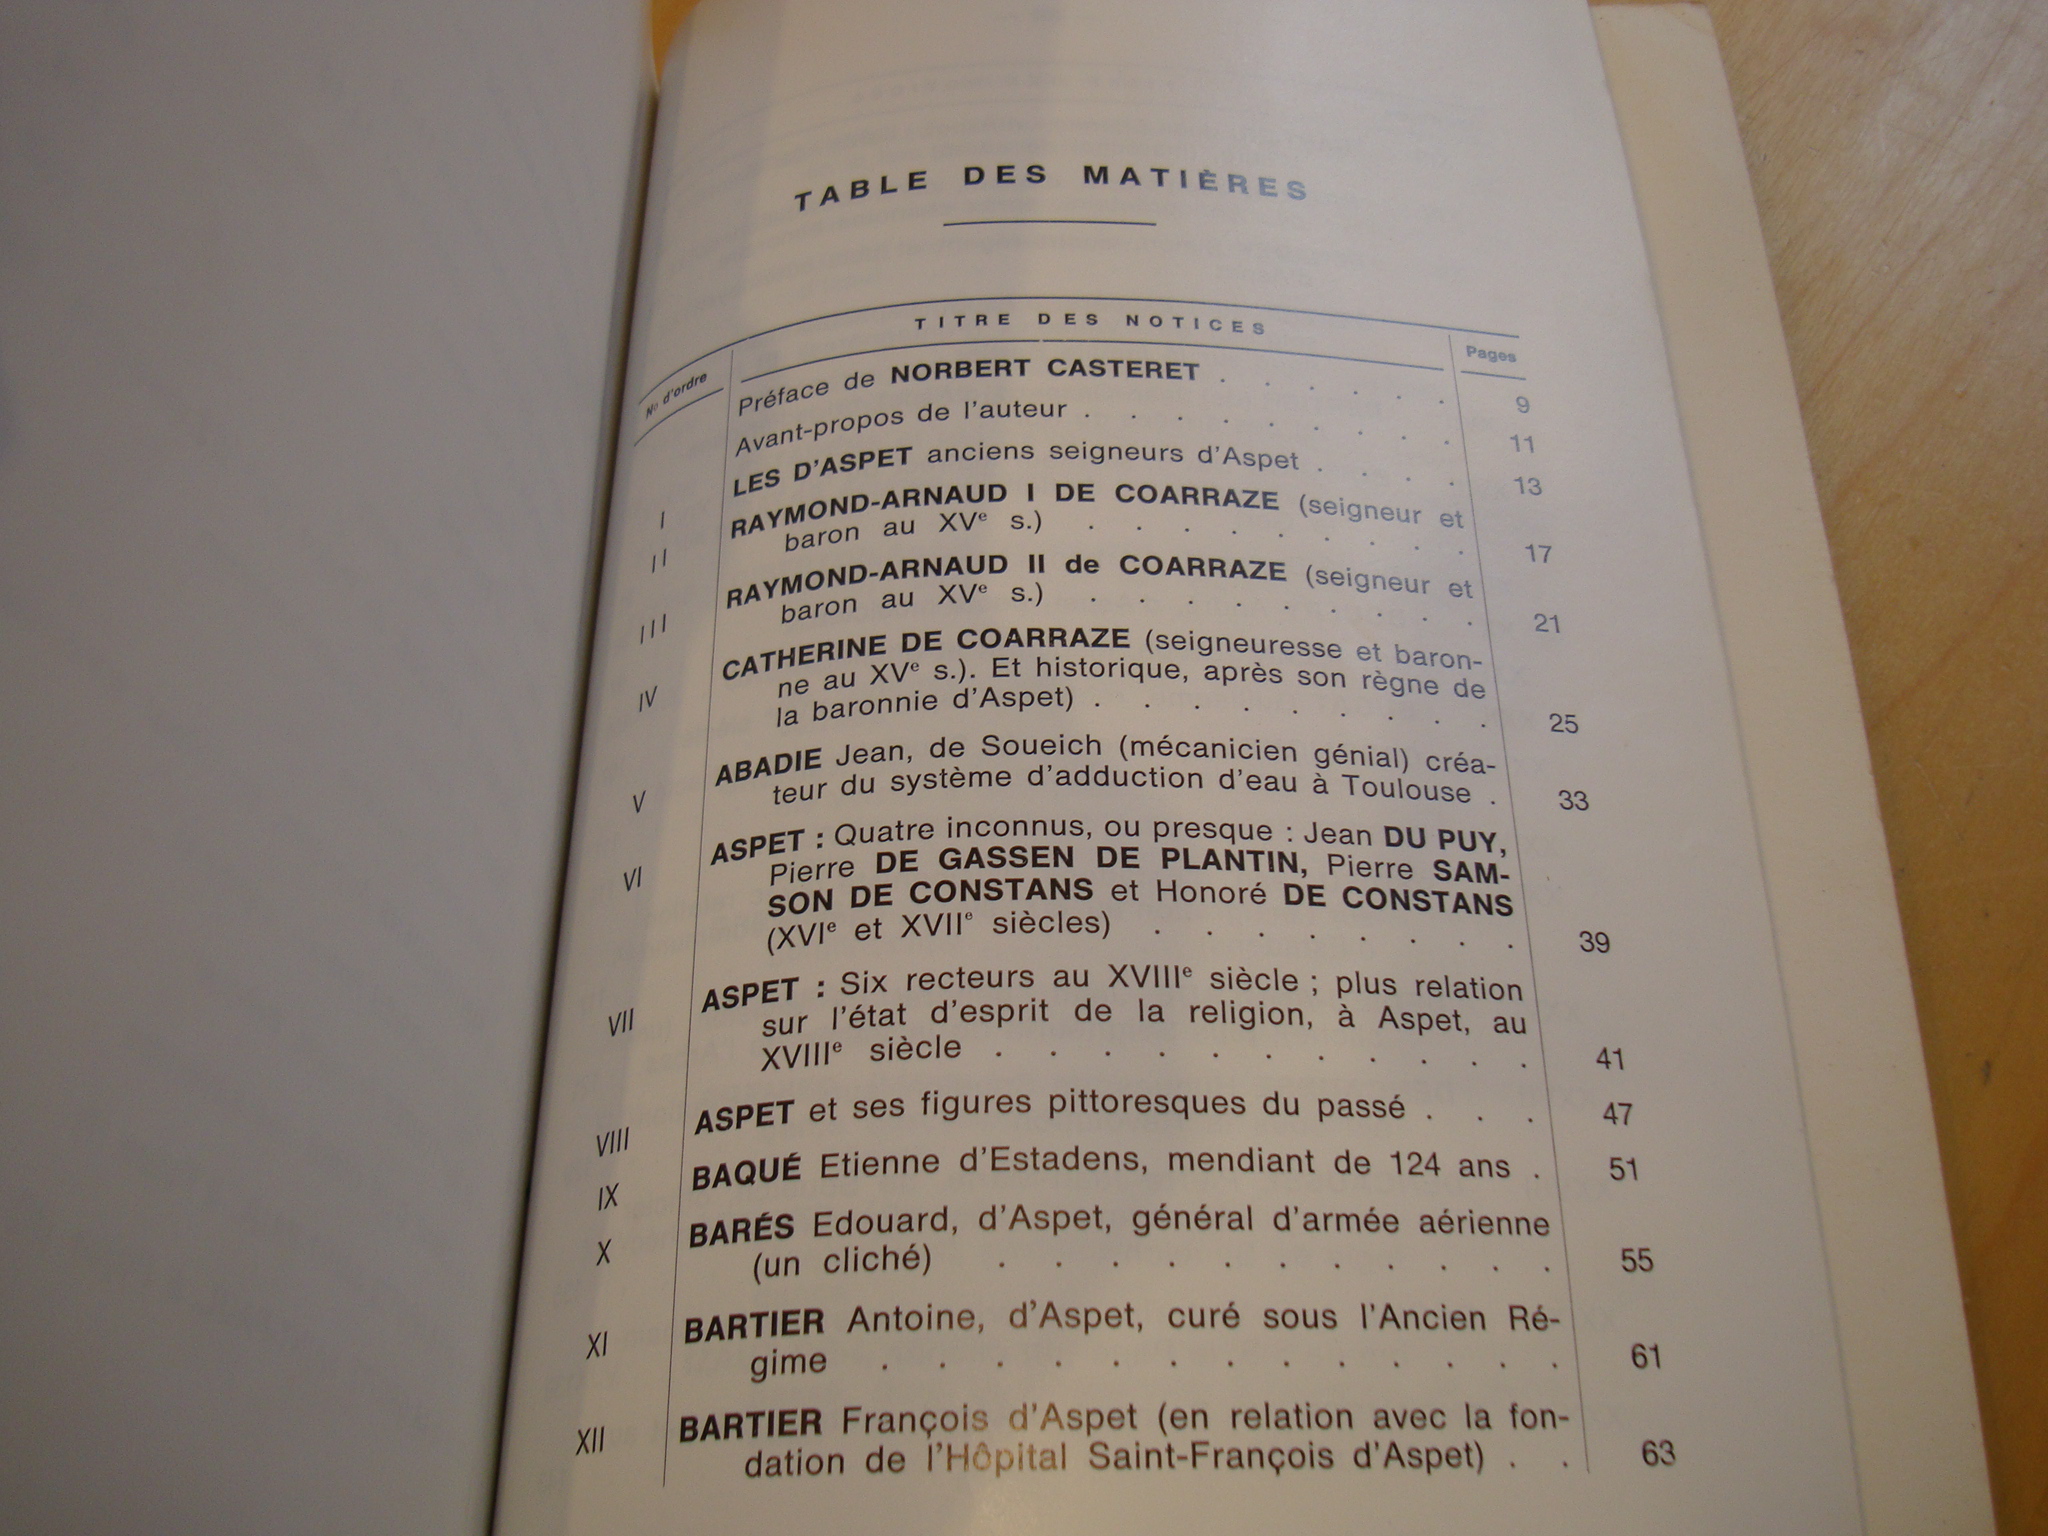 TABLE DES MATIÈRES
No d'ordre TITRE DES NOTICES Pages
Préface de NORBERT CASTERET . . . . . . 9
Avant-propos de l'auteur . . . . . . . . . 11
I LES D'ASPET anciens seigneurs d'Aspet . . . . 13
II RAYMOND-ARNAUD I DE COARRAZE (seigneur et
baron au XVe s.) . . . . . . . . . 17
III RAYMOND-ARNAUD II de COARRAZE (seigneur et
baron au XVe s.) . . . . . . . . . 21
IV CATHERINE DE COARRAZE (seigneuresse et baron-
ne au XVe s.). Et historique, après son règne de
la baronnie d'Aspet) . . . . . . . . . 25
V ABADIE Jean, de Soueich (mécanicien génial) créa-
teur du système d'adduction d'eau à Toulouse . 33
VI ASPET : Quatre inconnus, ou presque : Jean DU PUY,
Pierre DE GASSEN DE PLANTIN, Pierre SAM-
SON DE CONSTANS et Honoré DE CONSTANS
(XVIe et XVIIe siècles) . . . . . . . . 39
VII ASPET : Six recteurs au XVIIIe siècle ; plus relation
sur l'état d'esprit de la religion, à Aspet, au
XVIIIe siècle . . . . . . . . . . . 41
VIII ASPET et ses figures pittoresques du passé . . . 47
IX BAQUÉ Etienne d'Estadens, mendiant de 124 ans . 51
X BARÉS Edouard, d'Aspet, général d'armée aérienne
(un cliché) . . . . . . . . . . . 55
XI BARTIER Antoine, d'Aspet, curé sous l'Ancien Ré-
gime . . . . . . . . . . . . . 61
XII BARTIER François d'Aspet (en relation avec la fon-
dation de l'Hôpital Saint-François d'Aspet) . . 63